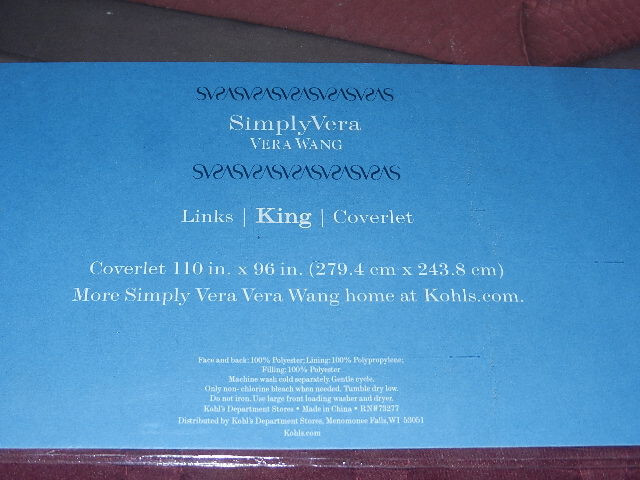 SimplyVera
VERA WANG
Links | King | Coverlet
Coverlet 110 in. x 96 in. (279.4 cm x 243.8 cm)
More Simply Vera Vera Wang home at Kohls.com.
Face and back: 100% Polyester; Lining: 100% Polypropylene;
Filling: 100% Polyester
Machine wash cold separately. Gentle cycle.
Only non- chlorine bleach when needed. Tumble dry low.
Do not iron. Use large front loading washer and dryer.
Kohl's Department Stores • Made in China • RN#73277
Distributed by Kohl's Department Stores, Menomonee Falls, WI 53051
Kohls.com